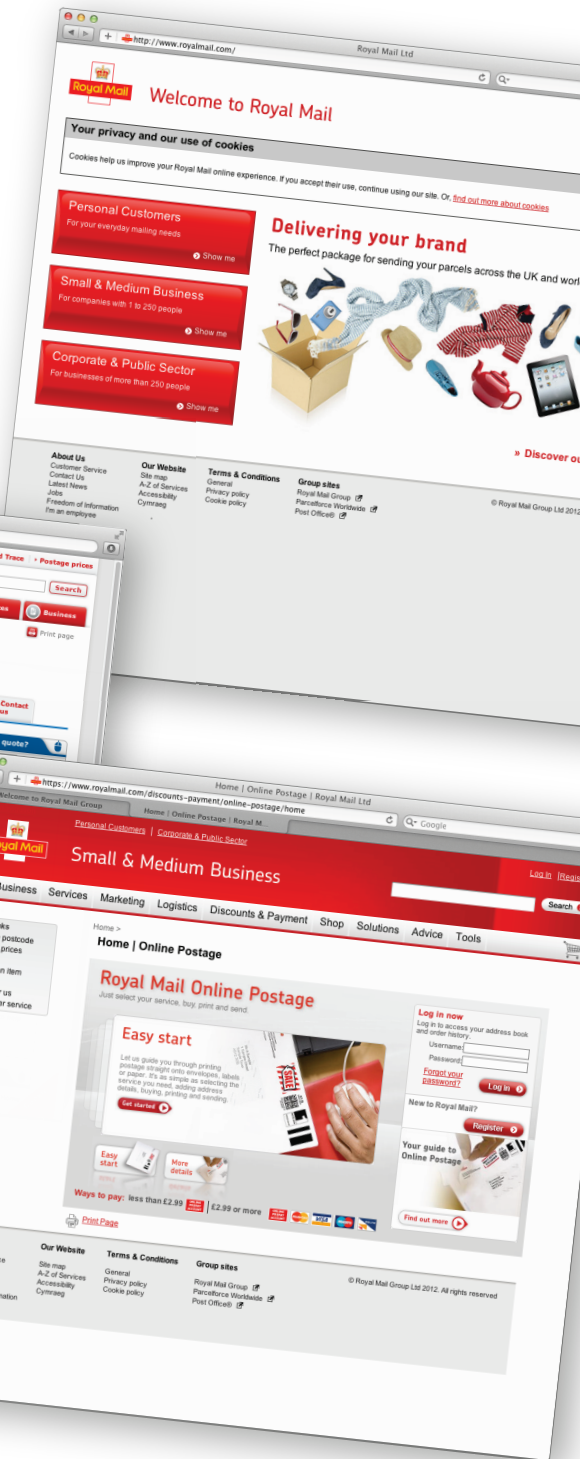 Royal Mail Ltd
http://www.royalmail.com/
Royal Mail
Welcome to Royal Mail
Your privacy and our use of cookies
Cookies help us improve your Royal Mail online experience. If you accept their use, continue using our site. Or, find out more about cookies
Personal Customers
For your everyday mailing needs
Show me
Small & Medium Business
For companies with 1 to 250 people
Show me
Corporate & Public Sector
For businesses of more than 250 people
Show me
Delivering your brand
The perfect package for sending your parcels across the UK and
» Discover
About Us
Customer Service
Contact Us
Latest News
Jobs
Freedom of Information
I'm an employee
Our Website
Site map
A-Z of Services
Accessibility
Cymraeg
Terms & Conditions
General
Privacy policy
Cookie policy
Group sites
Royal Mail Group
Parcelforce Worldwide
Post Office®
© Royal Mail Group Ltd 2012
Trace
Postage prices
Search
Business
Print page
Contact
us
quote?
Home | Online Postage | Royal Mail Ltd
https://www.royalmail.com/discounts-payment/online-postage/home
Google
Welcome to Royal Mail Group
Home | Online Postage | Royal M...
Personal Customers | Corporate & Public Sector
Log In
Small & Medium Business
Search
Business Services Marketing Logistics Discounts & Payment Shop Solutions Advice Tools
postcode
prices
item
us
service
Home >
Home | Online Postage
Royal Mail Online Postage
Just select your service, buy, print and send.
Easy start
Let us guide you through printing
postage straight onto envelopes, labels
or paper. It's as simple as selecting the
service you need, adding address
details, buying, printing and sending.
Get started
SALE
Easy
start
More
details
Ways to pay: less than £2.99 | £2.99 or more
VISA
Print Page
Log in now
Log in to access your address book
and order history.
Username
Password
Forgot your
password?
Log in
New to Royal Mail?
Register
Your guide to
Online Postage
Find out more
Our Website
Site map
A-Z of Services
Accessibility
Cymraeg
Terms & Conditions
General
Privacy policy
Cookie policy
Group sites
Royal Mail Group
Parcelforce Worldwide
Post Office®
© Royal Mail Group Ltd 2012. All rights reserved